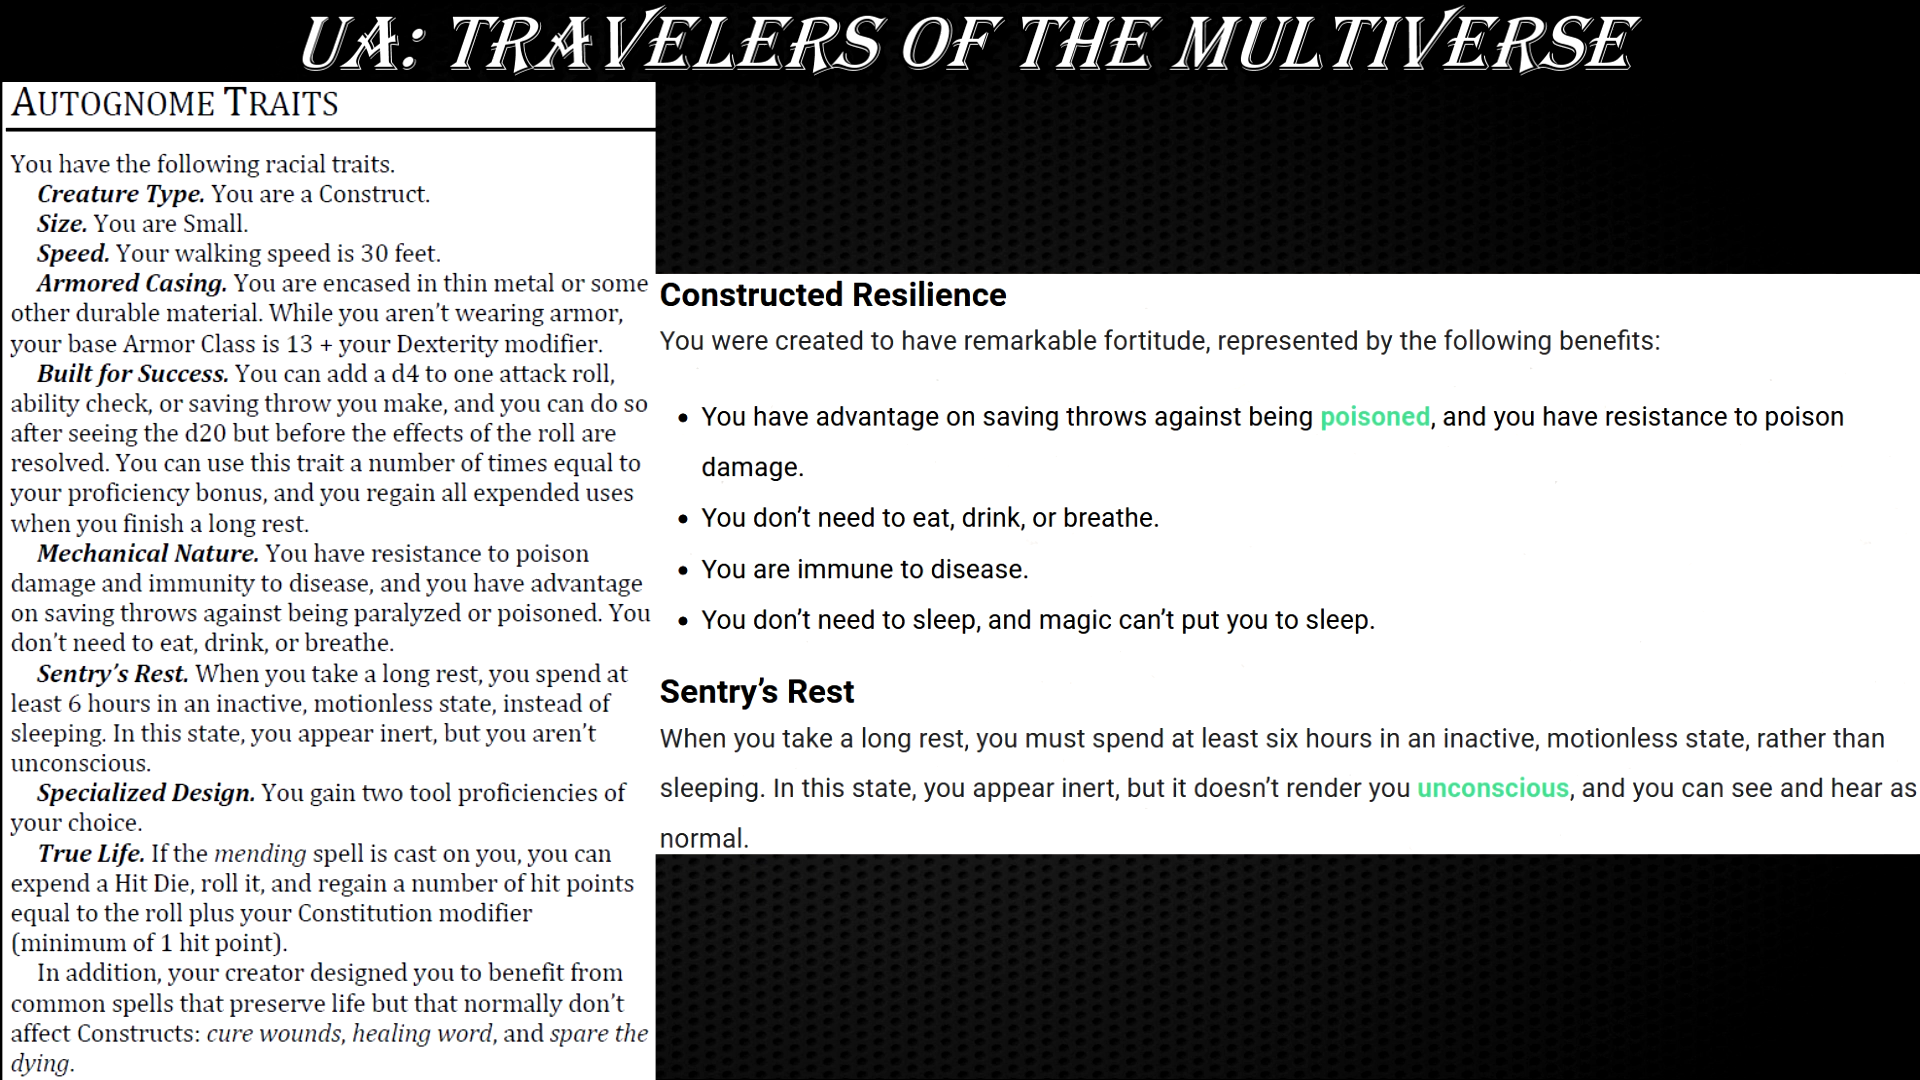 UA: TRAVELERS OF THE MULTIVERSE
AUTOGNOME TRAITS
You have the following racial traits.
Creature Type. You are a Construct.
Size. You are Small.
Speed. Your walking speed is 30 feet.
Armored Casing. You are encased in thin metal or some
other durable material. While you aren't wearing armor,
your base Armor Class is 13 + your Dexterity modifier.
Built for Success. You can add a d4 to one attack roll,
ability check, or saving throw you make, and you can do so
after seeing the d20 but before the effects of the roll are
resolved. You can use this trait a number of times equal to
your proficiency bonus, and you regain all expended uses
when you finish a long rest.
Mechanical Nature. You have resistance to poison
damage and immunity to disease, and you have advantage
on saving throws against being paralyzed or poisoned. You
don't need to eat, drink, or breathe.
Sentry's Rest. When you take a long rest, you spend at
least 6 hours in an inactive, motionless state, instead of
sleeping. In this state, you appear inert, but you aren't
unconscious.
Specialized Design. You gain two tool proficiencies of
your choice.
True Life. If the mending spell is cast on you, you can
expend a Hit Die, roll it, and regain a number of hit points
equal to the roll plus your Constitution modifier
(minimum of 1 hit point).
In addition, your creator designed you to benefit from
common spells that preserve life but that normally don't
affect Constructs: cure wounds, healing word, and spare the
dying.
Constructed Resilience
You were created to have remarkable fortitude, represented by the following benefits:
• You have advantage on saving throws against being poisoned, and you have resistance to poison
damage.
• You don't need to eat, drink, or breathe.
• You are immune to disease.
• You don't need to sleep, and magic can't put you to sleep.
Sentry's Rest
When you take a long rest, you must spend at least six hours in an inactive, motionless state, rather than
sleeping. In this state, you appear inert, but it doesn't render you unconscious, and you can see and hear as
normal.